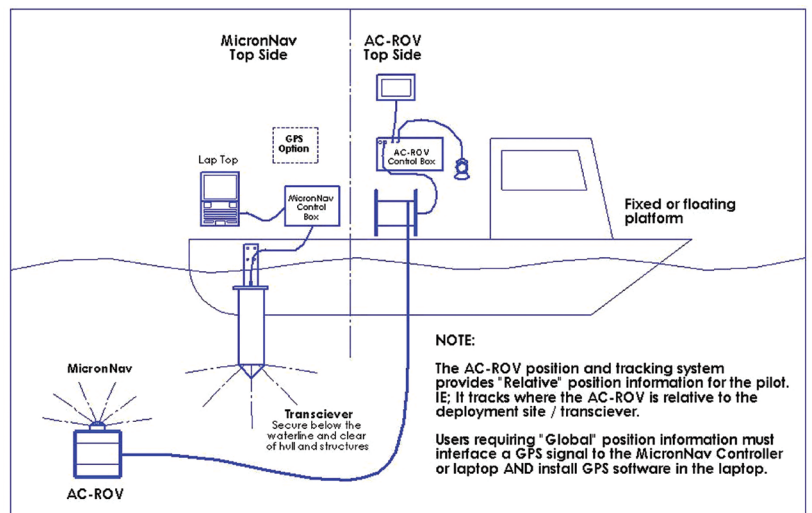 MicronNav
Top Side
AC-ROV
Top Side
GPS
Option
Lap Top
AC-ROV
Control Box
MicronNav
Control
Box
Fixed or floating
platform
MicronNav
Transciever
Secure below the
waterline and clear
of hull and structures
AC-ROV
NOTE:
The AC-ROV position and tracking system
provides "Relative" position information for the pilot.
IE; It tracks where the AC-ROV is relative to the
deployment site / transciever.
Users requiring "Global" position information must
interface a GPS signal to the MicronNav Controller
or laptop AND install GPS software in the laptop.